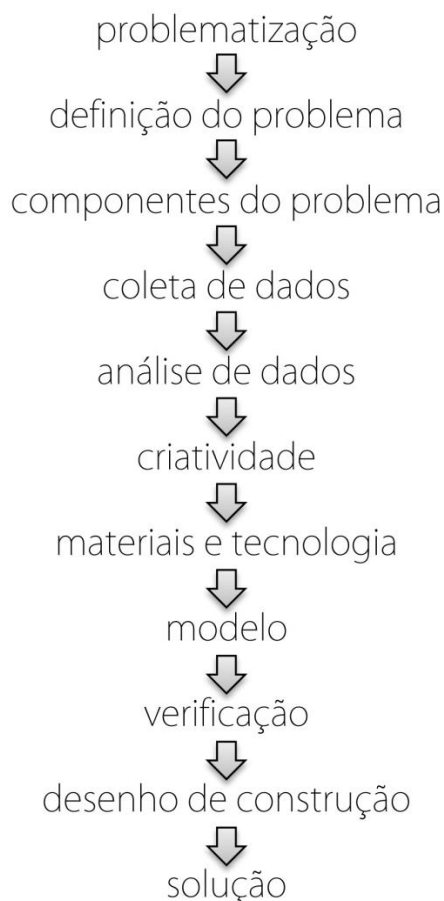 problematização
definição do problema
componentes do problema
coleta de dados
análise de dados
criatividade
materiais e tecnologia
modelo
verificação
desenho de construção
solução